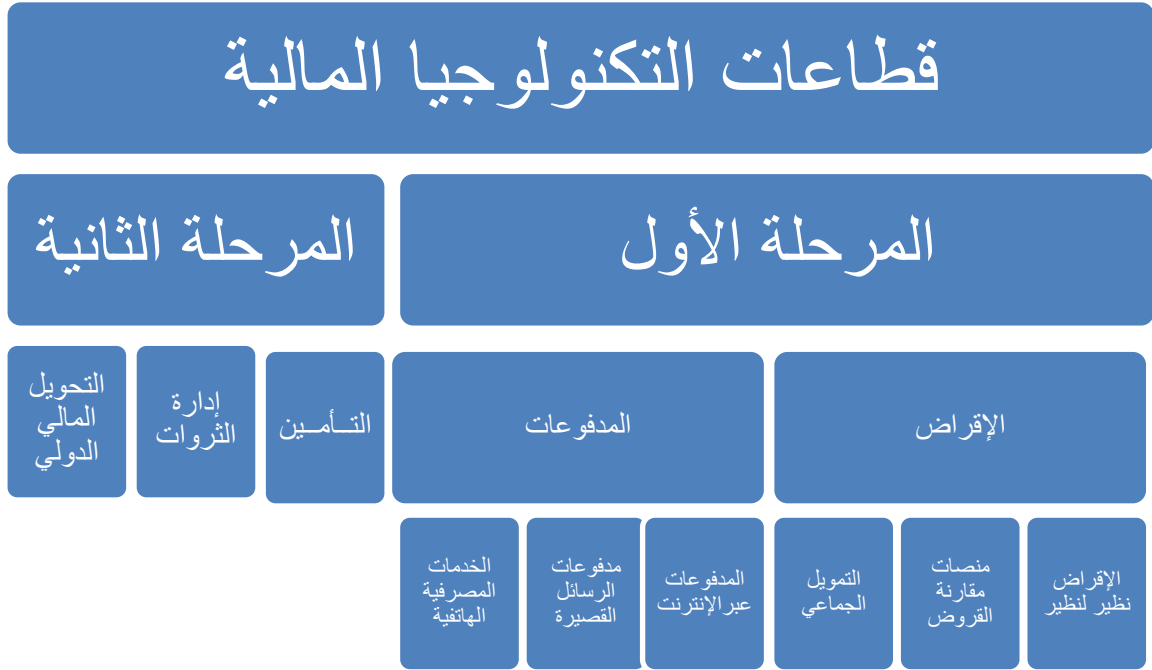 قطاعات التكنولوجيا المالية
المرحلة الأول
المرحلة الثانية
الإقراض
المدفوعات
التــأمــين
إدارة
الثروات
التحويل
المالي
الدولي
الإقراض
نظير لنظير
منصات
مقارنة
القروض
التمويل
الجماعي
المدفوعات
عبرالإنترنت
مدفوعات
الرسائل
القصيرة
الخدمات
المصرفية
الهاتفية